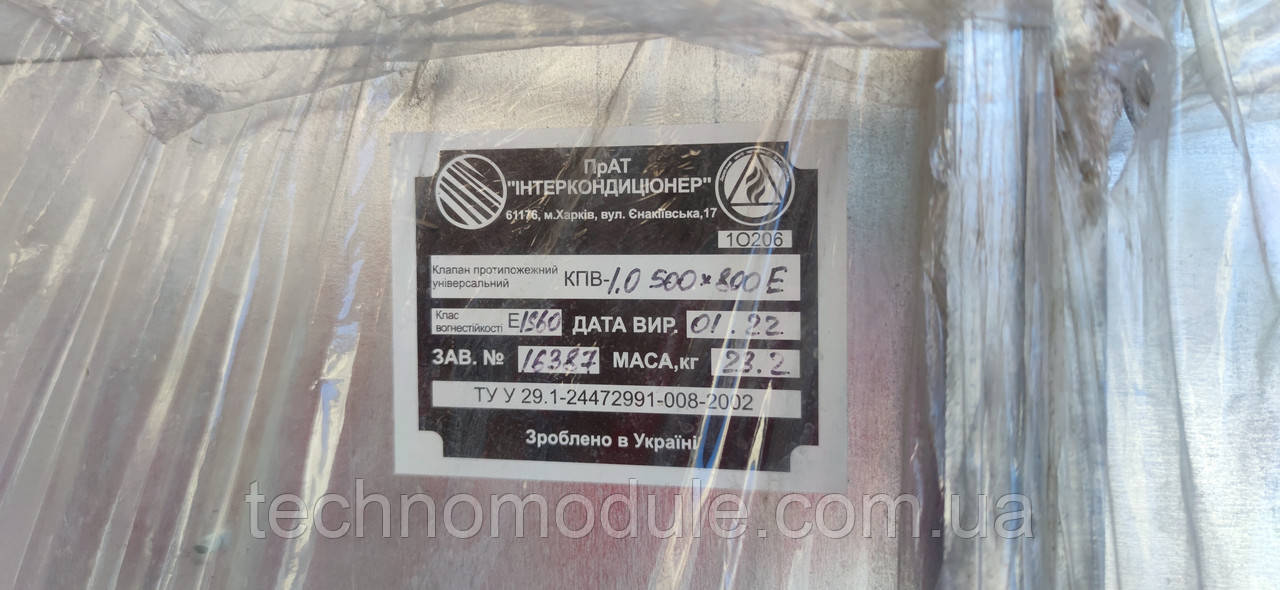 ПрАТ
"ІНТЕРКОНДИЦІОНЕР"
61176, м.Харків, вул. Єнакіївська,17
1О206
Клапан протипожежний
універсальний
КПВ-1.0 500×800 Е
Клас
вогнестійкості
EIS60
ДАТА ВИР. 01.22
ЗАВ. № 16387 МАСА,кг 23.2
ТУ У 29.1-24472991-008-2002
Зроблено в Україні
technomodule.com.ua